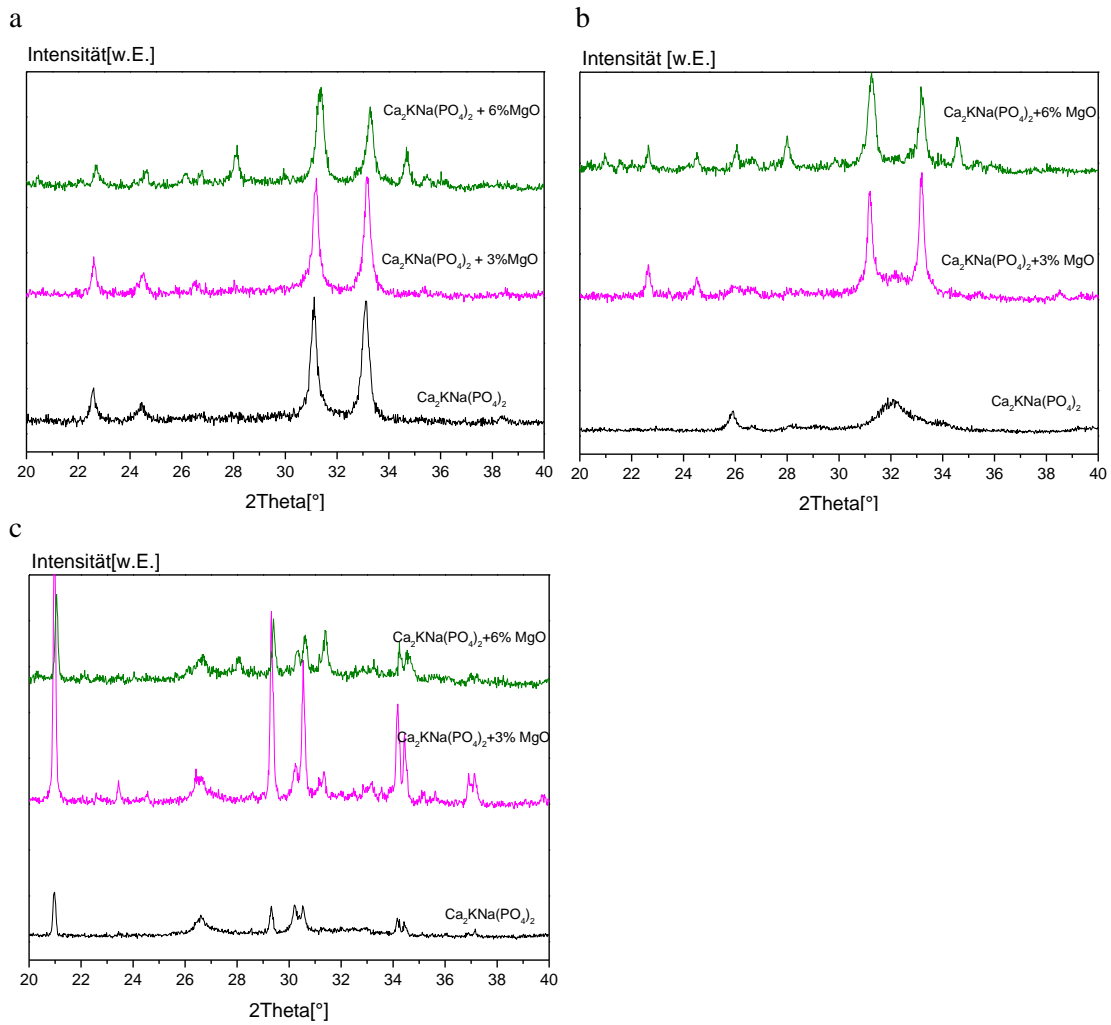 a
Intensität[w.E.]
Ca₂KNa(PO₄)₂ + 6%MgO
Ca₂KNa(PO₄)₂ + 3%MgO
Ca₂KNa(PO₄)₂
20 22 24 26 28 30 32 34 36 38 40
2Theta[°]
b
Intensität [w.E.]
Ca₂KNa(PO₄)₂+6% MgO
Ca₂KNa(PO₄)₂+3% MgO
Ca₂KNa(PO₄)₂
20 22 24 26 28 30 32 34 36 38 40
2Theta[°]
c
Intensität[w.E.]
Ca₂KNa(PO₄)₂+6% MgO
Ca₂KNa(PO₄)₂+3% MgO
Ca₂KNa(PO₄)₂
20 22 24 26 28 30 32 34 36 38 40
2Theta[°]